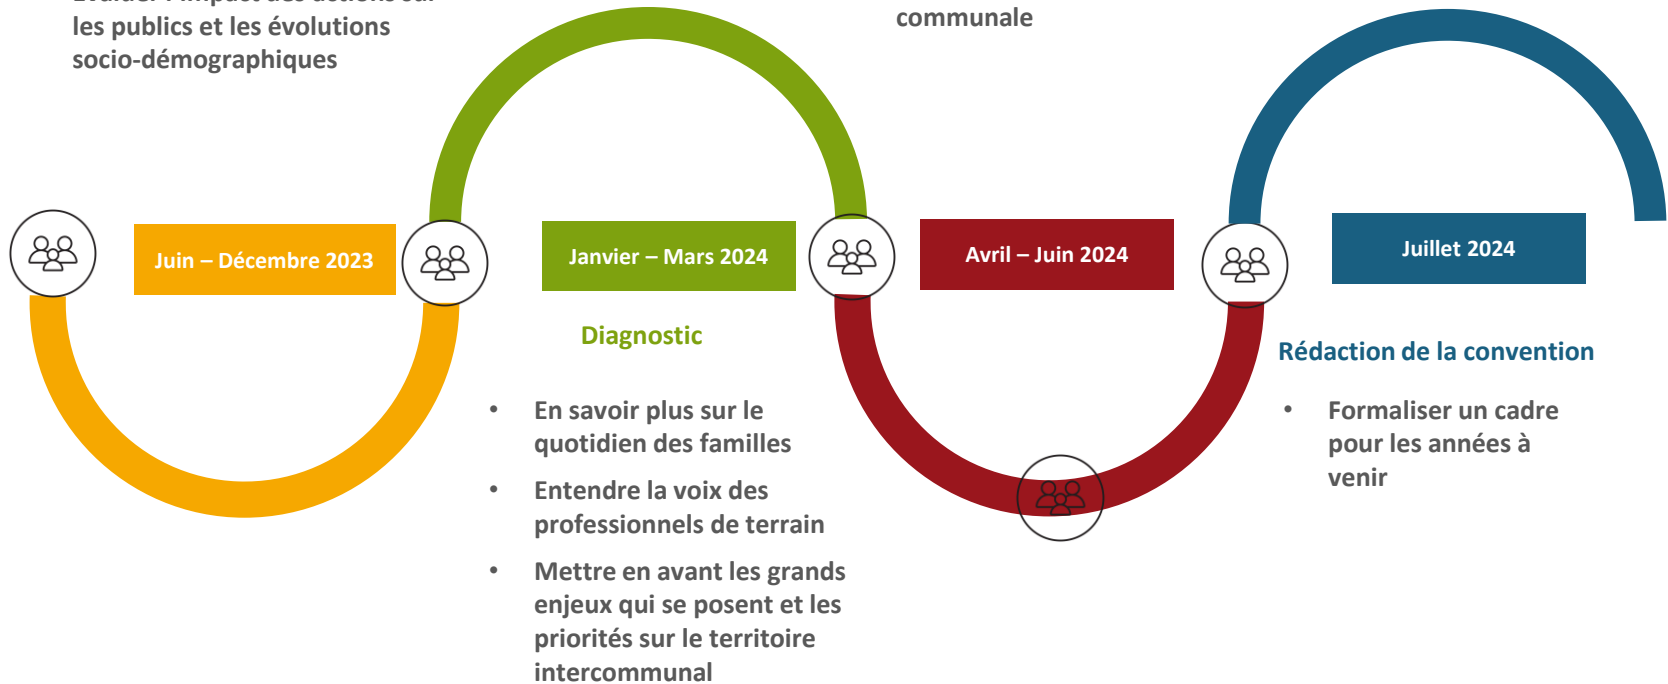 les publics et les évolutions
socio-démographiques
communale
Juin – Décembre 2023
Janvier – Mars 2024
Avril – Juin 2024
Juillet 2024
Diagnostic
• En savoir plus sur le
quotidien des familles
• Entendre la voix des
professionnels de terrain
• Mettre en avant les grands
enjeux qui se posent et les
priorités sur le territoire
intercommunal
Rédaction de la convention
• Formaliser un cadre
pour les années à
venir